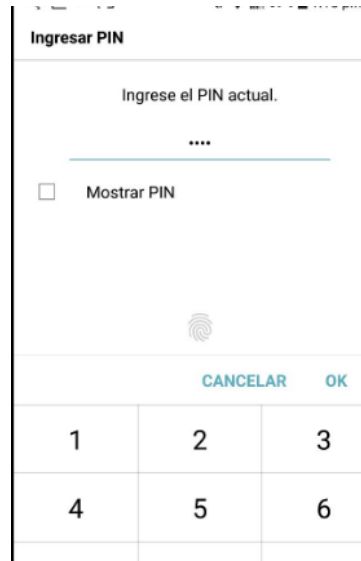 Ingresar PIN
Ingrese el PIN actual.
••••
Mostrar PIN
CANCELAR OK
1 2 3
4 5 6